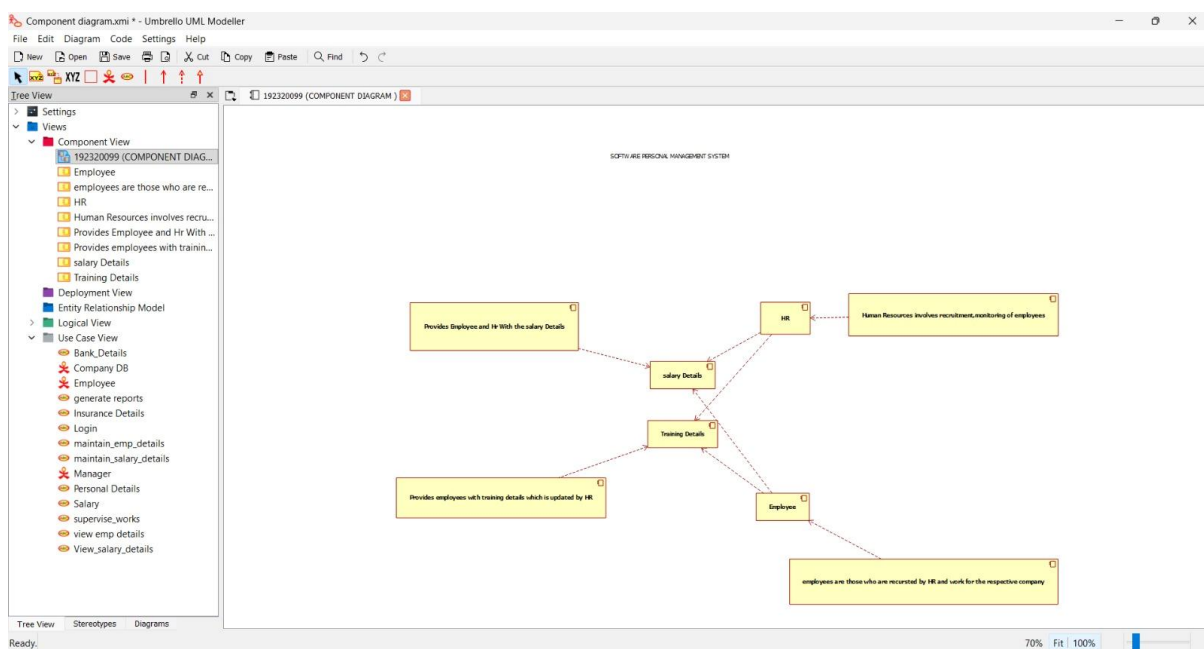 Component diagram.xmi * - Umbrello UML Modeller
File Edit Diagram Code Settings Help
New Open Save Cut Copy Paste Find
XYZ XYZ
Tree View
192320099 (COMPONENT DIAGRAM )
Settings
Views
Component View
192320099 (COMPONENT DIAG...
Employee
employees are those who are re...
HR
Human Resources involves recru...
Provides Employee and Hr With ...
Provides employees with trainin...
salary Details
Training Details
Deployment View
Entity Relationship Model
Logical View
Use Case View
Bank_Details
Company DB
Employee
generate reports
Insurance Details
Login
maintain_emp_details
maintain_salary_details
Manager
Personal Details
Salary
supervise_works
view emp details
View_salary_details
Tree View Stereotypes Diagrams
Ready.
SOFTWARE PERSONAL MANAGEMENT SYSTEM
Provides Employee and Hr With the salary Details
HR
Human Resources involves recruitment,monitoring of employees
salary Details
Training Details
Provides employees with training details which is updated by HR
Employee
employees are those who are recursted by HR and work for the respective company
70% Fit 100%